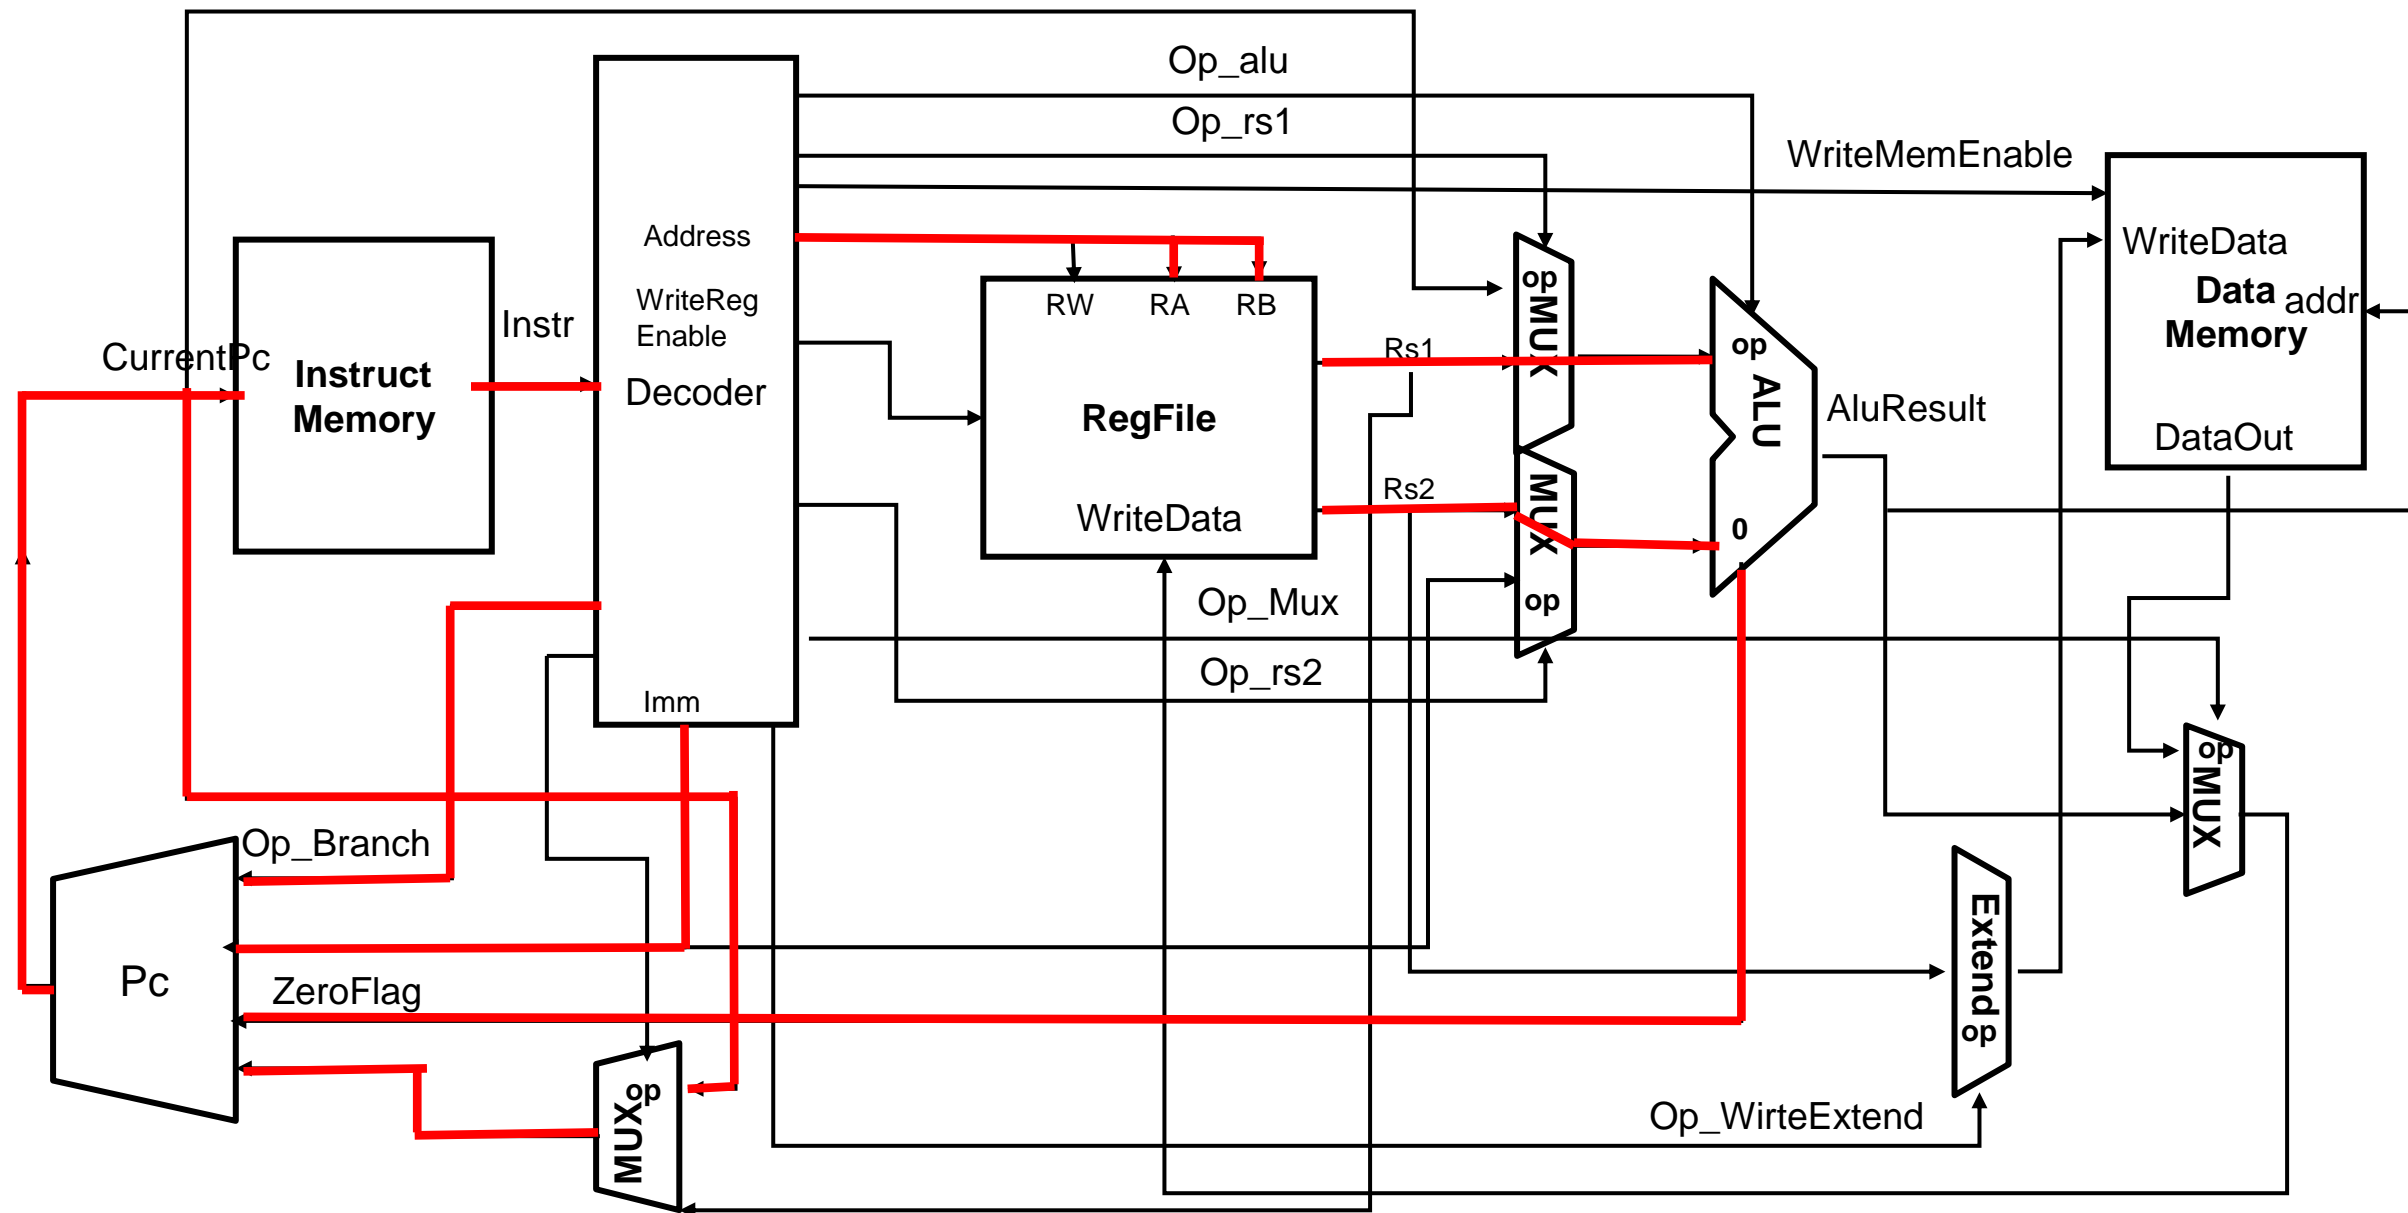 Op_alu
Op_rs1
WriteMemEnable
Address
WriteReg
Enable
Decoder
Imm
CurrentPc
Instruct
Memory
Instr
RW
RA
RB
RegFile
WriteData
Rs1
Rs2
op
MUX
MUX
op
op
ALU
0
AluResult
WriteData
Data
Memory
addr
DataOut
Op_Mux
Op_rs2
op
MUX
Op_Branch
Pc
ZeroFlag
op
MUX
Extend
op
Op_WirteExtend